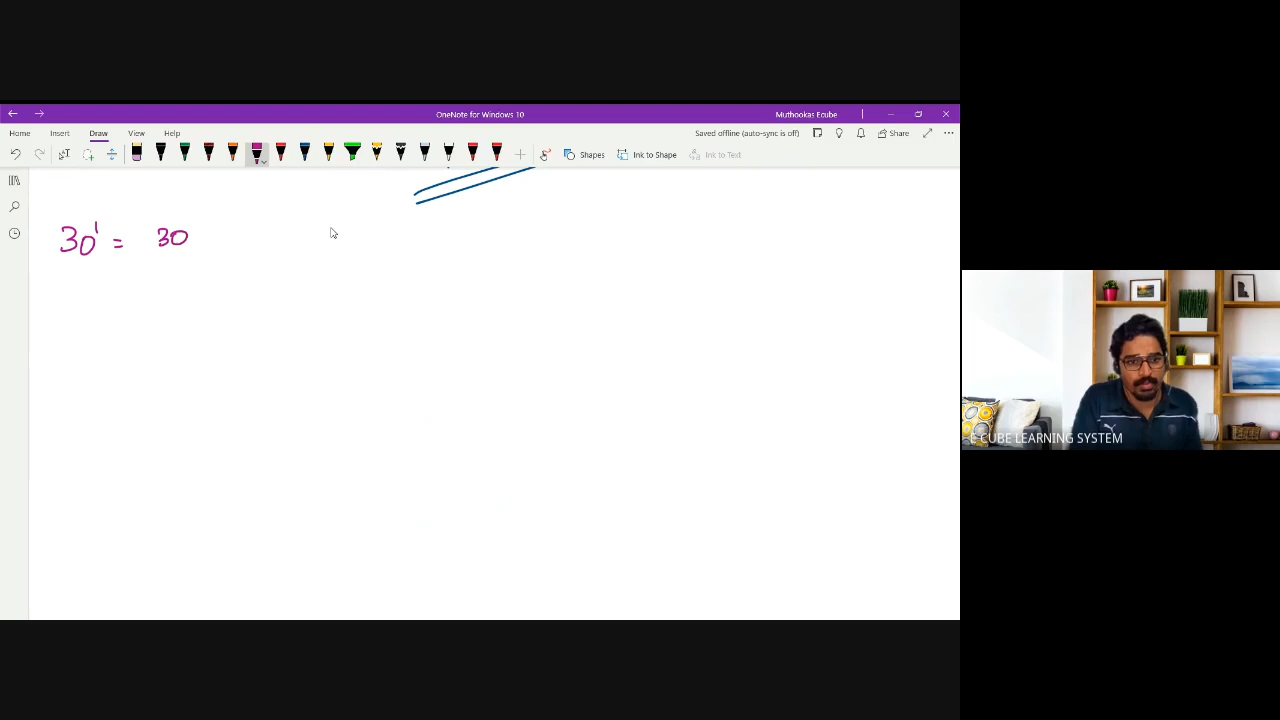 OneNote for Windows 10
Muthookas Ecube
Home Insert Draw View Help
Saved offline (auto-sync is off) Share
Shapes Ink to Shape Ink to Text
30' = 30
E CUBE LEARNING SYSTEM